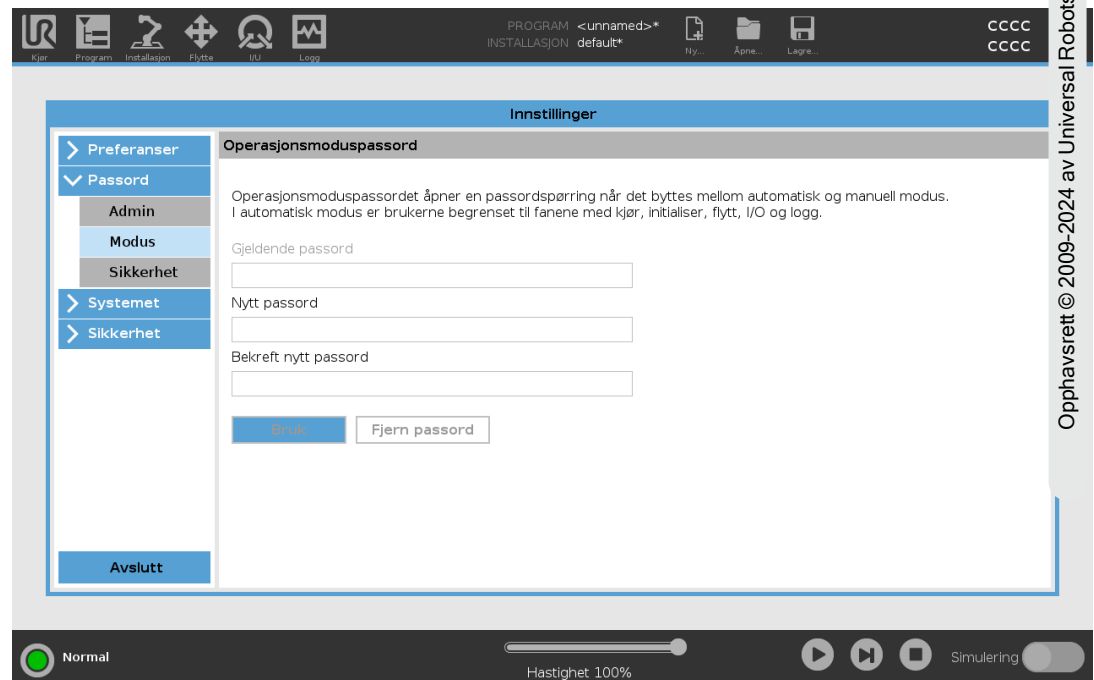 PROGRAM <unnamed>*
INSTALLASJON default*
Kjør Program Installasjon Flytte I/U Logg
Ny... Åpne... Lagre...
CCCC
CCCC
Innstillinger
Preferanser
Passord
Admin
Modus
Sikkerhet
Systemet
Sikkerhet
Avslutt
Operasjonsmoduspassord
Operasjonsmoduspassordet åpner en passordspørring når det byttes mellom automatisk og manuell modus.
I automatisk modus er brukerne begrenset til fanene med kjør, initialiser, flytt, I/O og logg.
Gjeldende passord
Nytt passord
Bekreft nytt passord
Bruk Fjern passord
Normal
Hastighet 100%
Simulering
Opphavsrett © 2009-2024 av Universal Robots